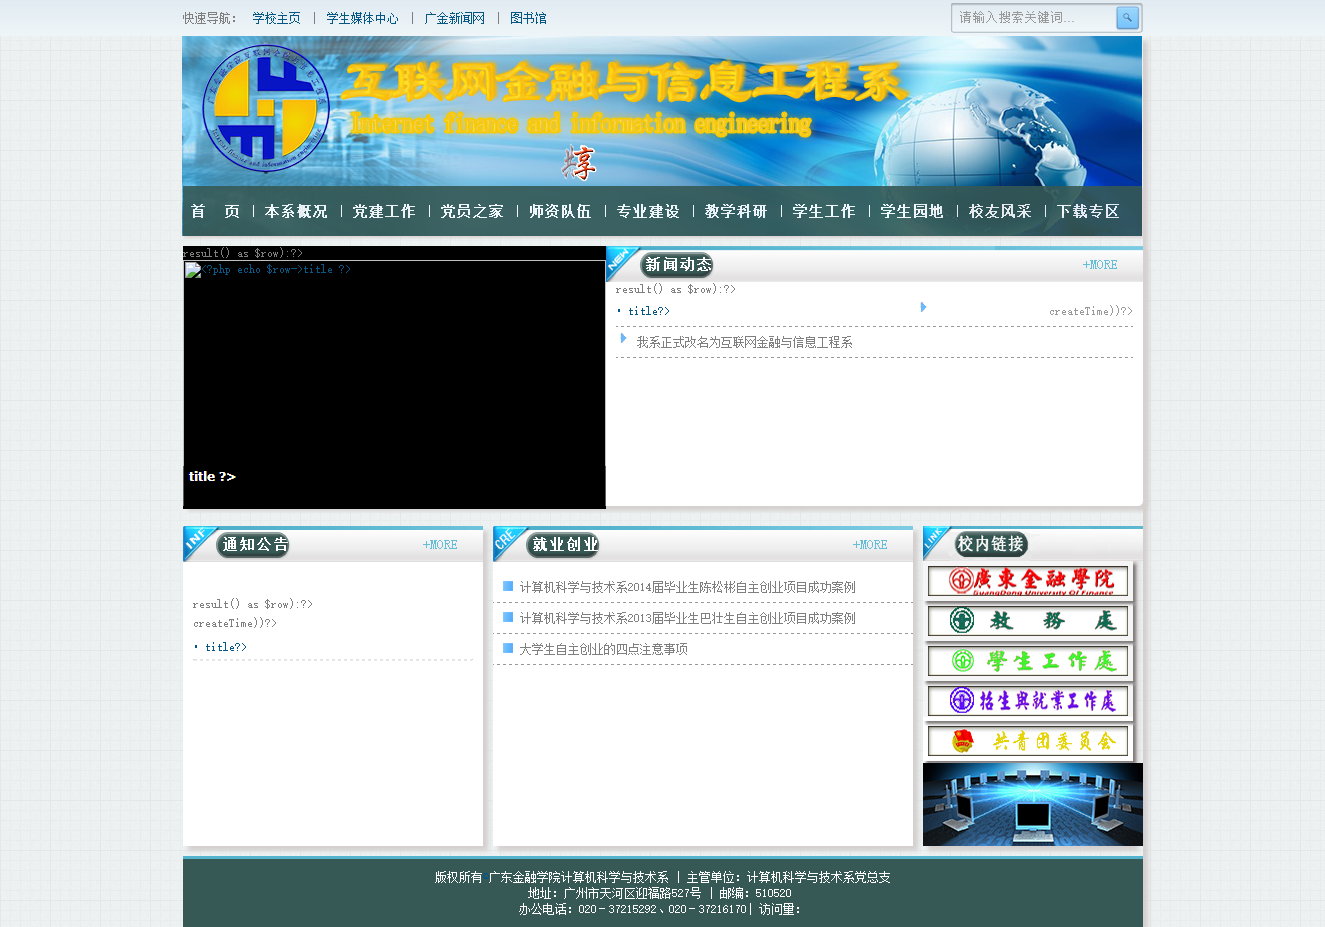 快速导航： 学校主页 | 学生媒体中心 | 广金新闻网 | 图书馆
请输入搜索关键词...
互联网金融与信息工程系
Internet finance and information engineering
享
首 页 | 本系概况 | 党建工作 | 党员之家 | 师资队伍 | 专业建设 | 教学科研 | 学生工作 | 学生园地 | 校友风采 | 下载专区
result() as $row):?>
<?php echo $row->title ?>
title ?>
NEW 新闻动态 +MORE
result() as $row):?>
· title?> createTime))?>
我系正式改名为互联网金融与信息工程系
INF 通知公告 +MORE
result() as $row):?>
createTime))?>
· title?>
CRE 就业创业 +MORE
计算机科学与技术系2014届毕业生陈松彬自主创业项目成功案例
计算机科学与技术系2013届毕业生巴壮生自主创业项目成功案例
大学生自主创业的四点注意事项
LINK 校内链接
廣東金融學院
GuangDong University Of Finance
教務處
學生工作處
招生與就業工作處
共青团委员会
版权所有 广东金融学院计算机科学与技术系 | 主管单位：计算机科学与技术系党总支
地址：广州市天河区迎福路527号 | 邮编：510520
办公电话：020－37215292、020－37216170| 访问量：